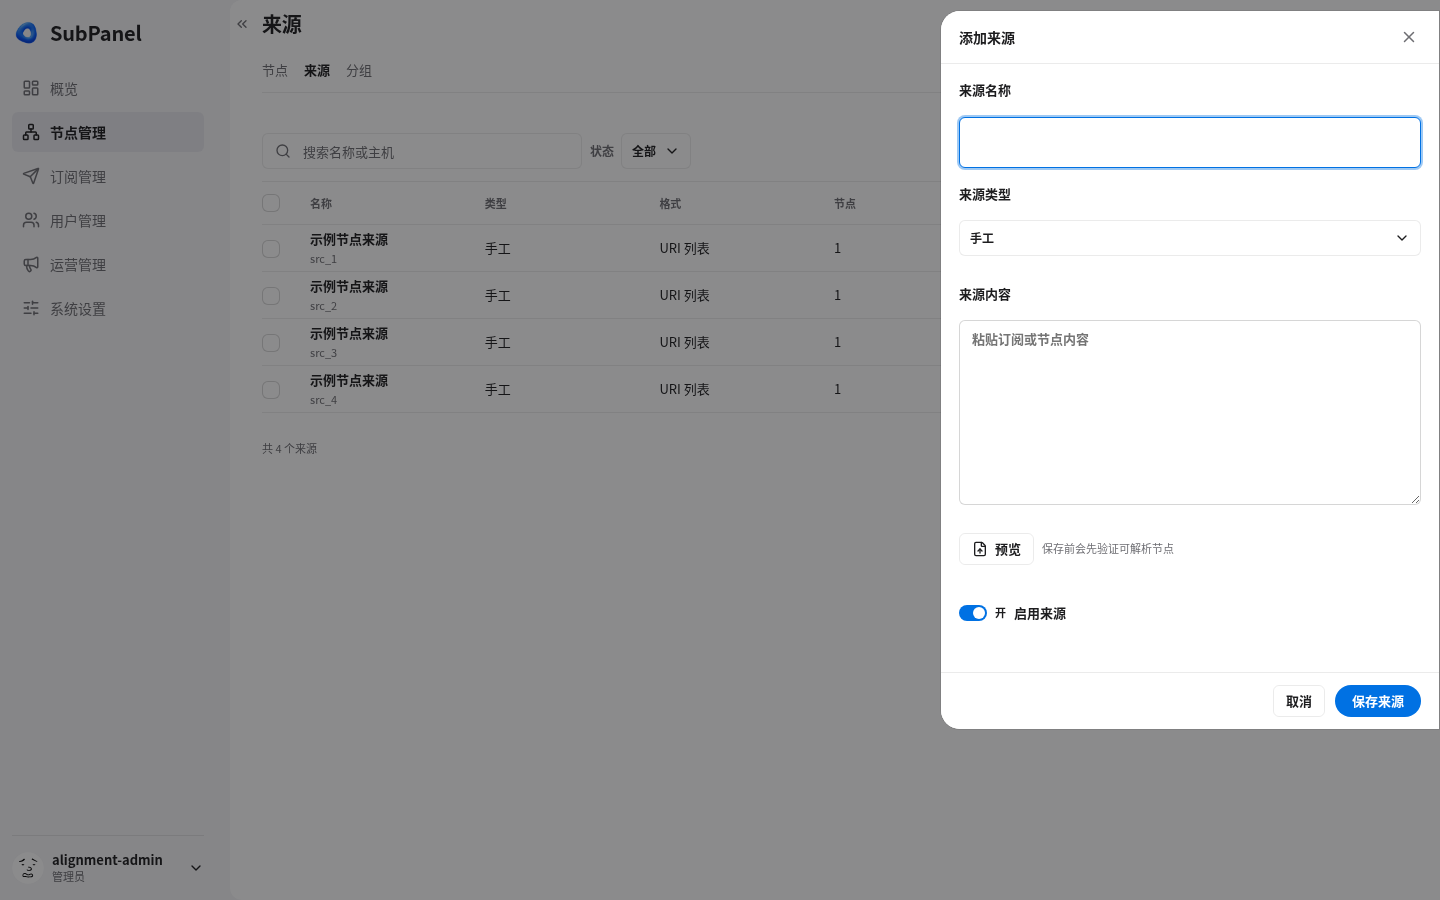 SubPanel
概览
节点管理
订阅管理
用户管理
运营管理
系统设置
alignment-admin
管理员
来源
节点 来源 分组
搜索名称或主机 状态 全部
名称 类型 格式 节点
示例节点来源 手工 URI 列表 1
src_1
示例节点来源 手工 URI 列表 1
src_2
示例节点来源 手工 URI 列表 1
src_3
示例节点来源 手工 URI 列表 1
src_4
共 4 个来源
添加来源
来源名称
来源类型
手工
来源内容
粘贴订阅或节点内容
预览 保存前会先验证可解析节点
开 启用来源
取消 保存来源